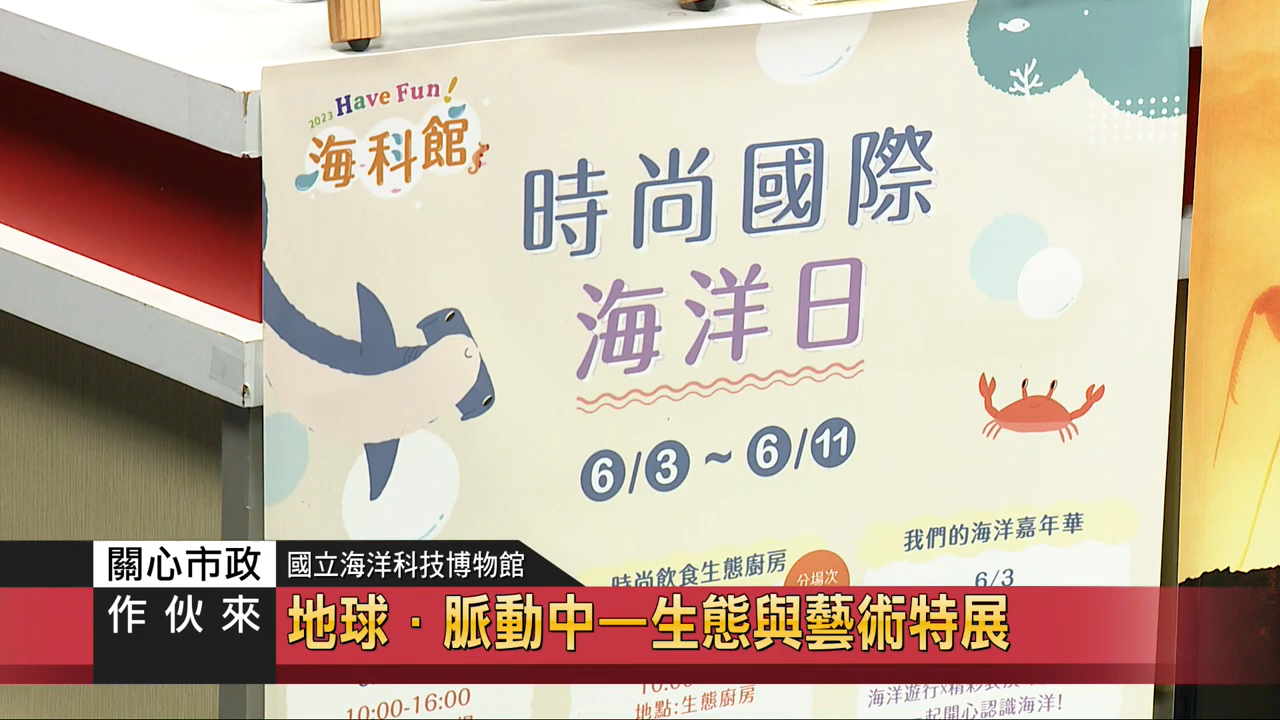 2023 Have Fun!
海科館
時尚國際
海洋日
6/3 ~ 6/11
我們的海洋嘉年華
6/3
時尚飲食生態廚房
分場次
關心市政
作伙來
國立海洋科技博物館
地球·脈動中—生態與藝術特展
10:00-16:00
地點:生態廚房
海洋遊行x精彩
一起開心認識海洋!